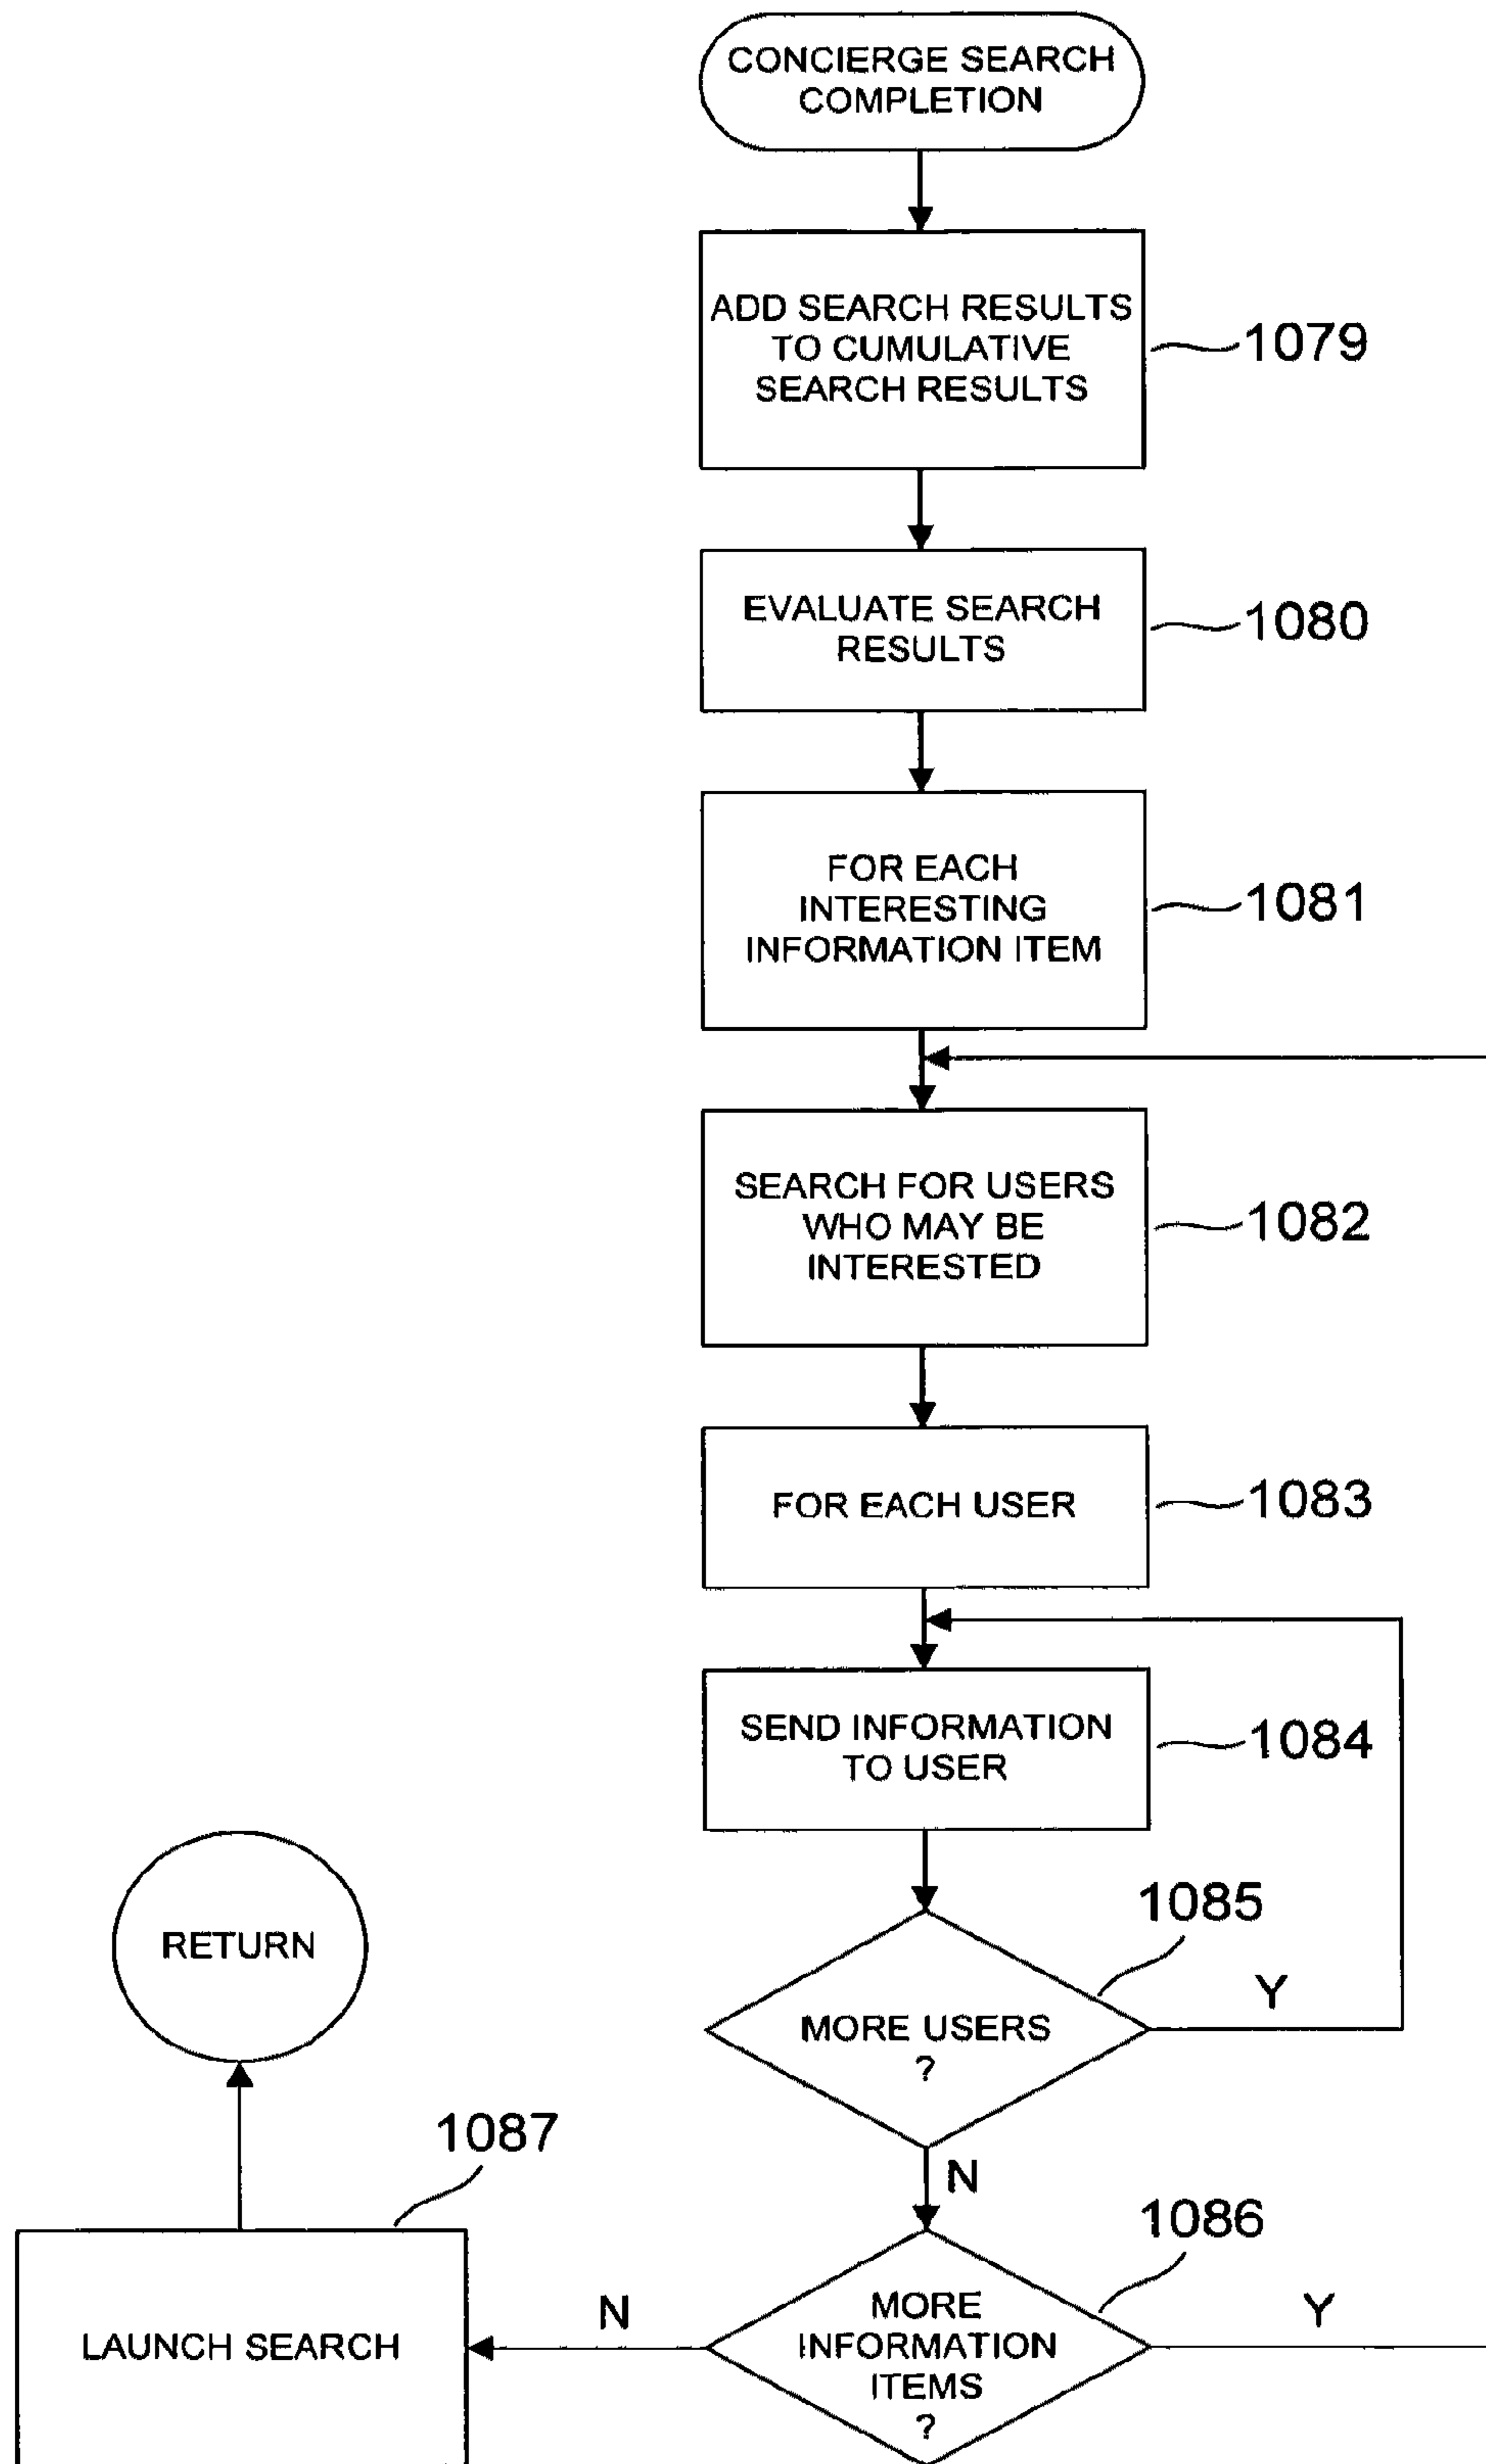 CONCIERGE SEARCH
COMPLETION
ADD SEARCH RESULTS
TO CUMULATIVE
SEARCH RESULTS
1079
EVALUATE SEARCH
RESULTS
1080
FOR EACH
INTERESTING
INFORMATION ITEM
1081
SEARCH FOR USERS
WHO MAY BE
INTERESTED
1082
FOR EACH USER
1083
SEND INFORMATION
TO USER
1084
1085
MORE USERS
?
Y
N
1086
MORE
INFORMATION
ITEMS
?
Y
N
1087
LAUNCH SEARCH
RETURN